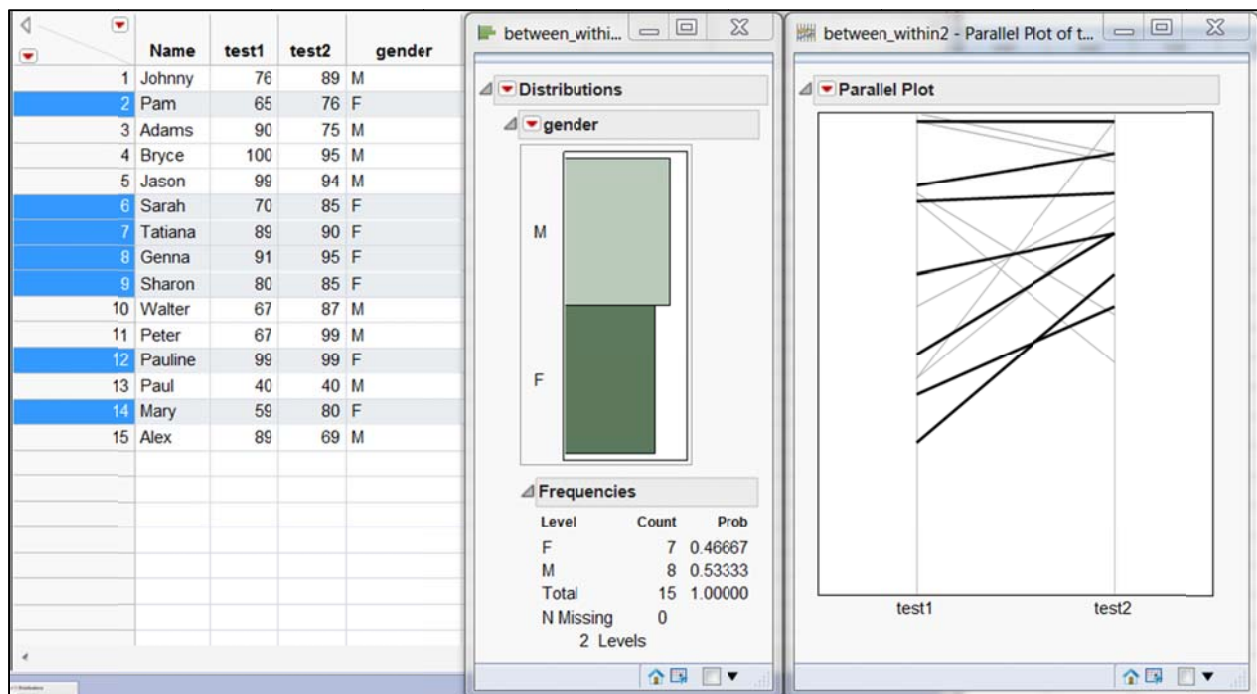 Name test1 test2 gender
1 Johnny 76 89 M
2 Pam 65 76 F
3 Adams 90 75 M
4 Bryce 100 95 M
5 Jason 99 94 M
6 Sarah 70 85 F
7 Tatiana 89 90 F
8 Genna 91 95 F
9 Sharon 80 85 F
10 Walter 67 87 M
11 Peter 67 99 M
12 Pauline 99 99 F
13 Paul 40 40 M
14 Mary 59 80 F
15 Alex 89 69 M
between_withi...
Distributions
gender
M
F
Frequencies
Level Count Prob
F 7 0.46667
M 8 0.53333
Total 15 1.00000
N Missing 0
2 Levels
between_within2 - Parallel Plot of t...
Parallel Plot
test1 test2